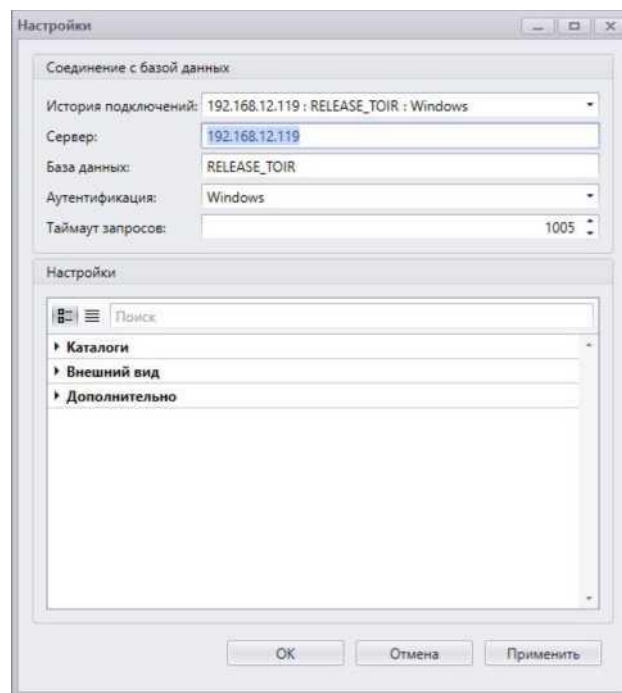 Настройки
Соединение с базой данных
История подключений: 192.168.12.119 : RELEASE_TOIR : Windows
Сервер: 192.168.12.119
База данных: RELEASE_TOIR
Аутентификация: Windows
Таймаут запросов: 1005
Настройки
Поиск
Каталоги
Внешний вид
Дополнительно
ОК Отмена Применить